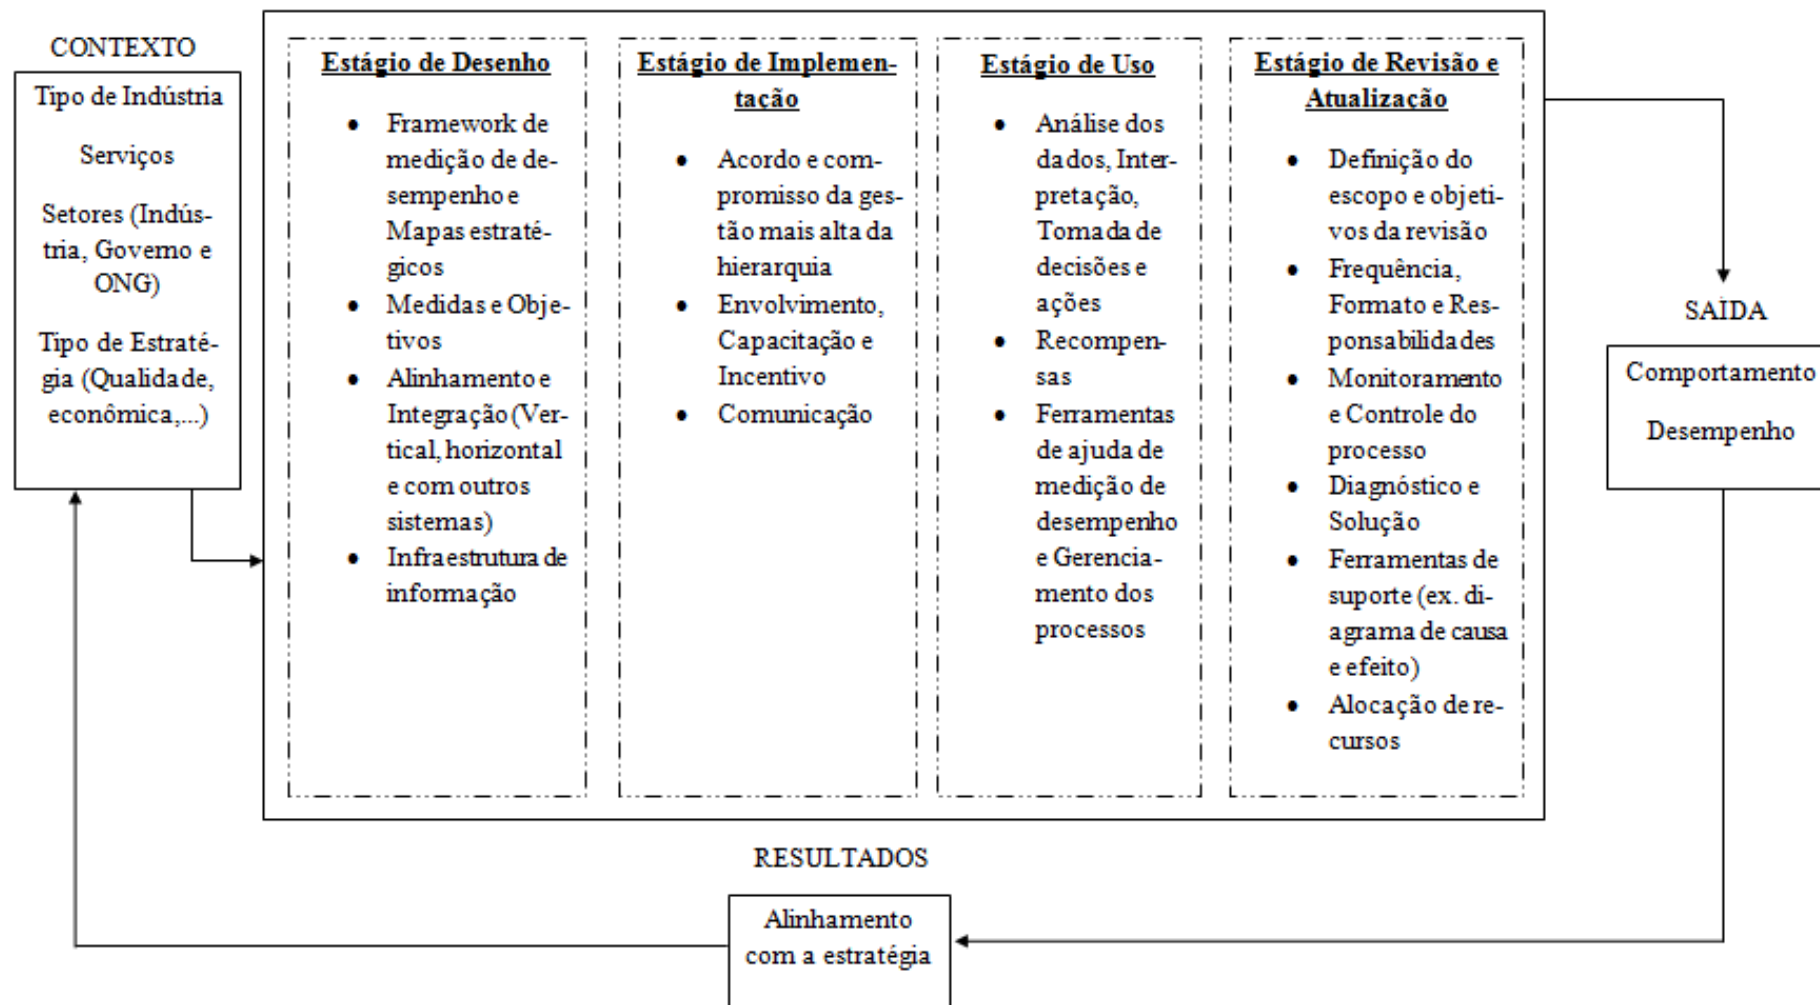 CONTEXTO
Tipo de Indústria
Serviços
Setores (Indús-
tria, Governo e
ONG)
Tipo de Estraté-
gia (Qualidade,
econômica,...)
Estágio de Desenho
• Framework de
medição de de-
sempenho e
Mapas estraté-
gicos
• Medidas e Obje-
tivos
• Alinhamento e
Integração (Ver-
tical, horizontal
e com outros
sistemas)
• Infraestrutura de
informação
Estágio de Implemen-
tação
• Acordo e com-
promisso da ges-
tão mais alta da
hierarquia
• Envolvimento,
Capacitação e
Incentivo
• Comunicação
Estágio de Uso
• Análise dos
dados, Inter-
pretação,
Tomada de
decisões e
ações
• Recompen-
sas
• Ferramentas
de ajuda de
medição de
desempenho
e Gerencia-
mento dos
processos
Estágio de Revisão e
Atualização
• Definição do
escopo e objeti-
vos da revisão
• Frequência,
Formato e Res-
ponsabilidades
• Monitoramento
e Controle do
processo
• Diagnóstico e
Solução
• Ferramentas de
suporte (ex. di-
agrama de causa
e efeito)
• Alocação de re-
cursos
SAÍDA
Comportamento
Desempenho
RESULTADOS
Alinhamento
com a estratégia